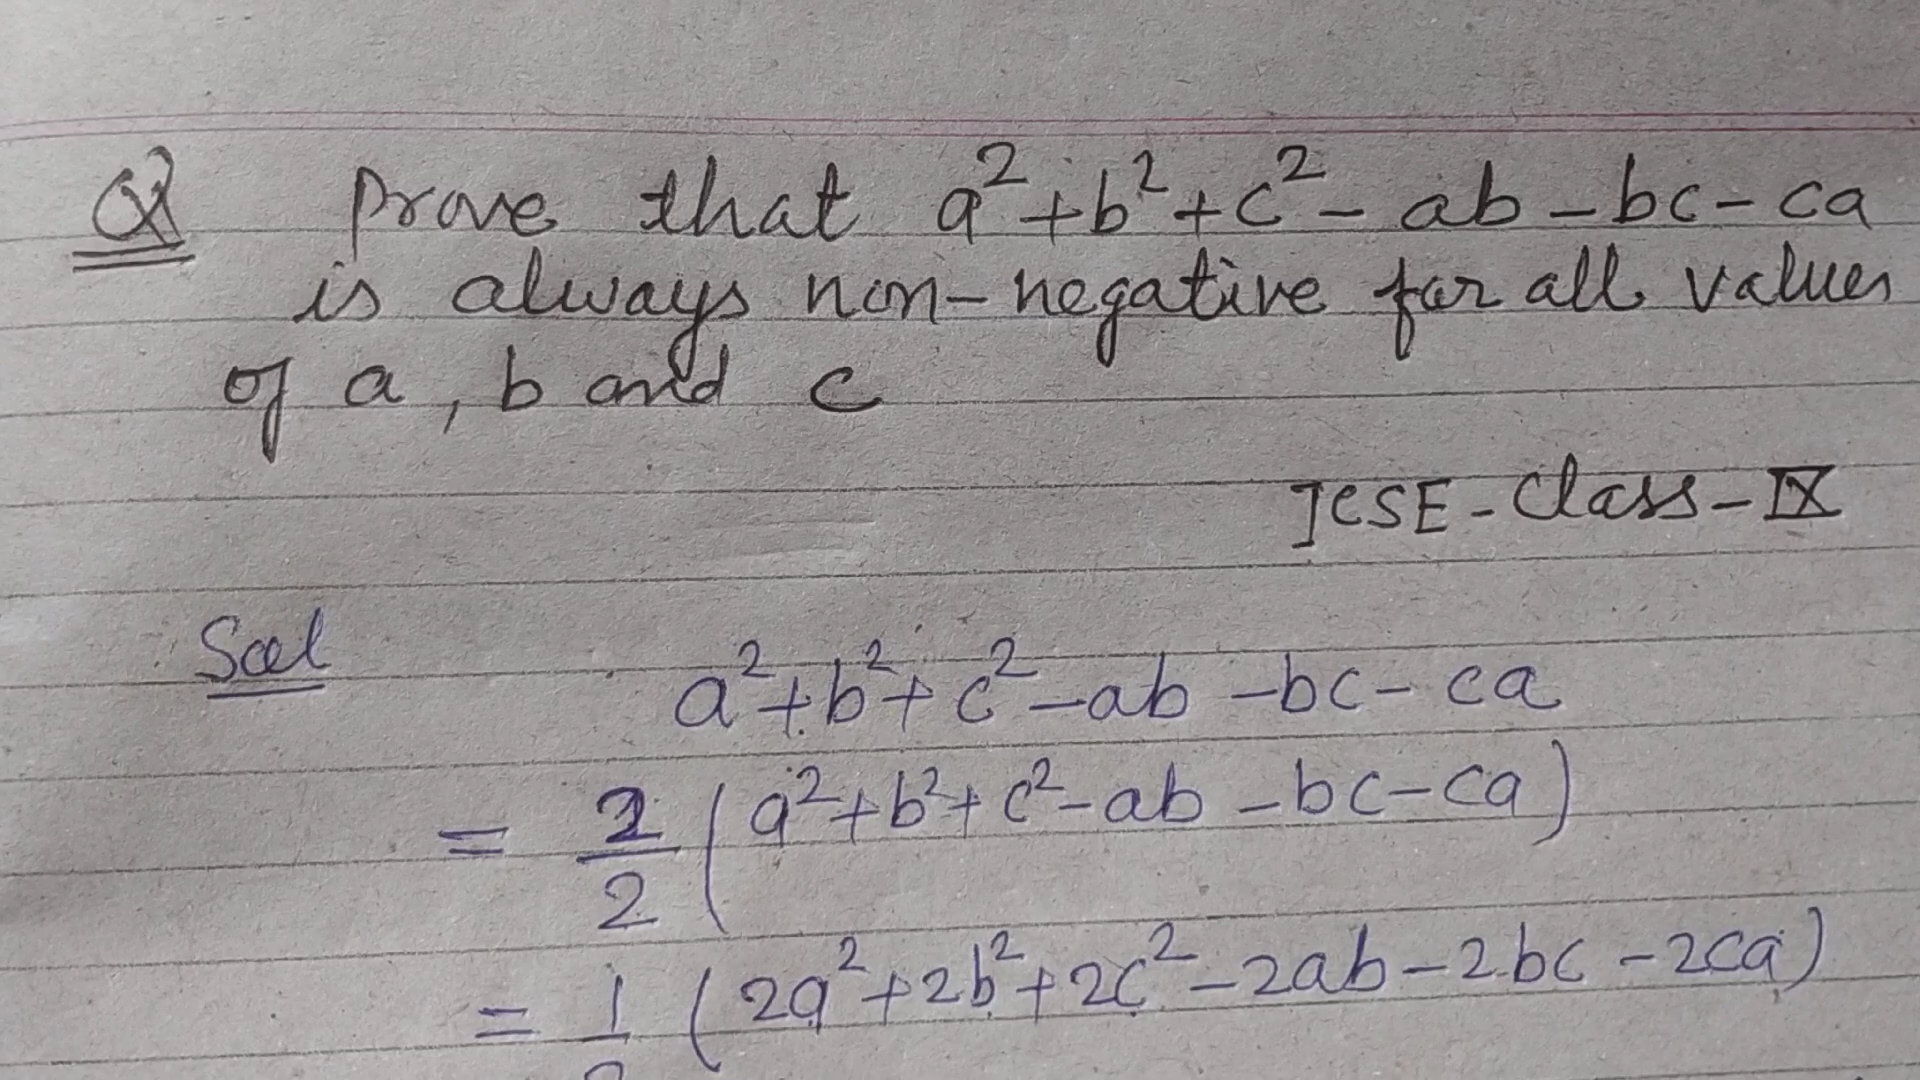 Q Prove that a²+b²+c²-ab-bc-ca
is always non-negative for all values
of a, b and c
ICSE-Class-IX
Sol
a²+b²+c²-ab-bc-ca
= 2/2 (a²+b²+c²-ab-bc-ca)
= 1/2 (2a²+2b²+2c²-2ab-2bc-2ca)